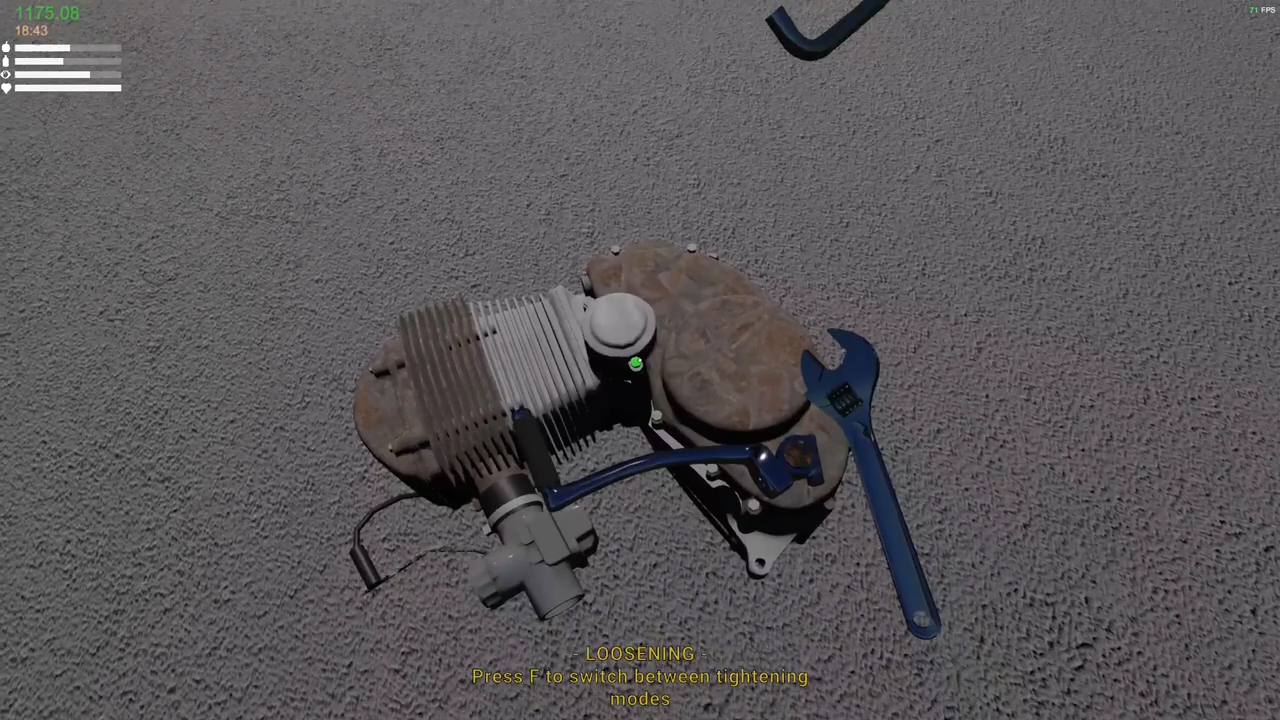 1175.08
71 FPS
18:43
- LOOSENING -
Press F to switch between tightening
modes